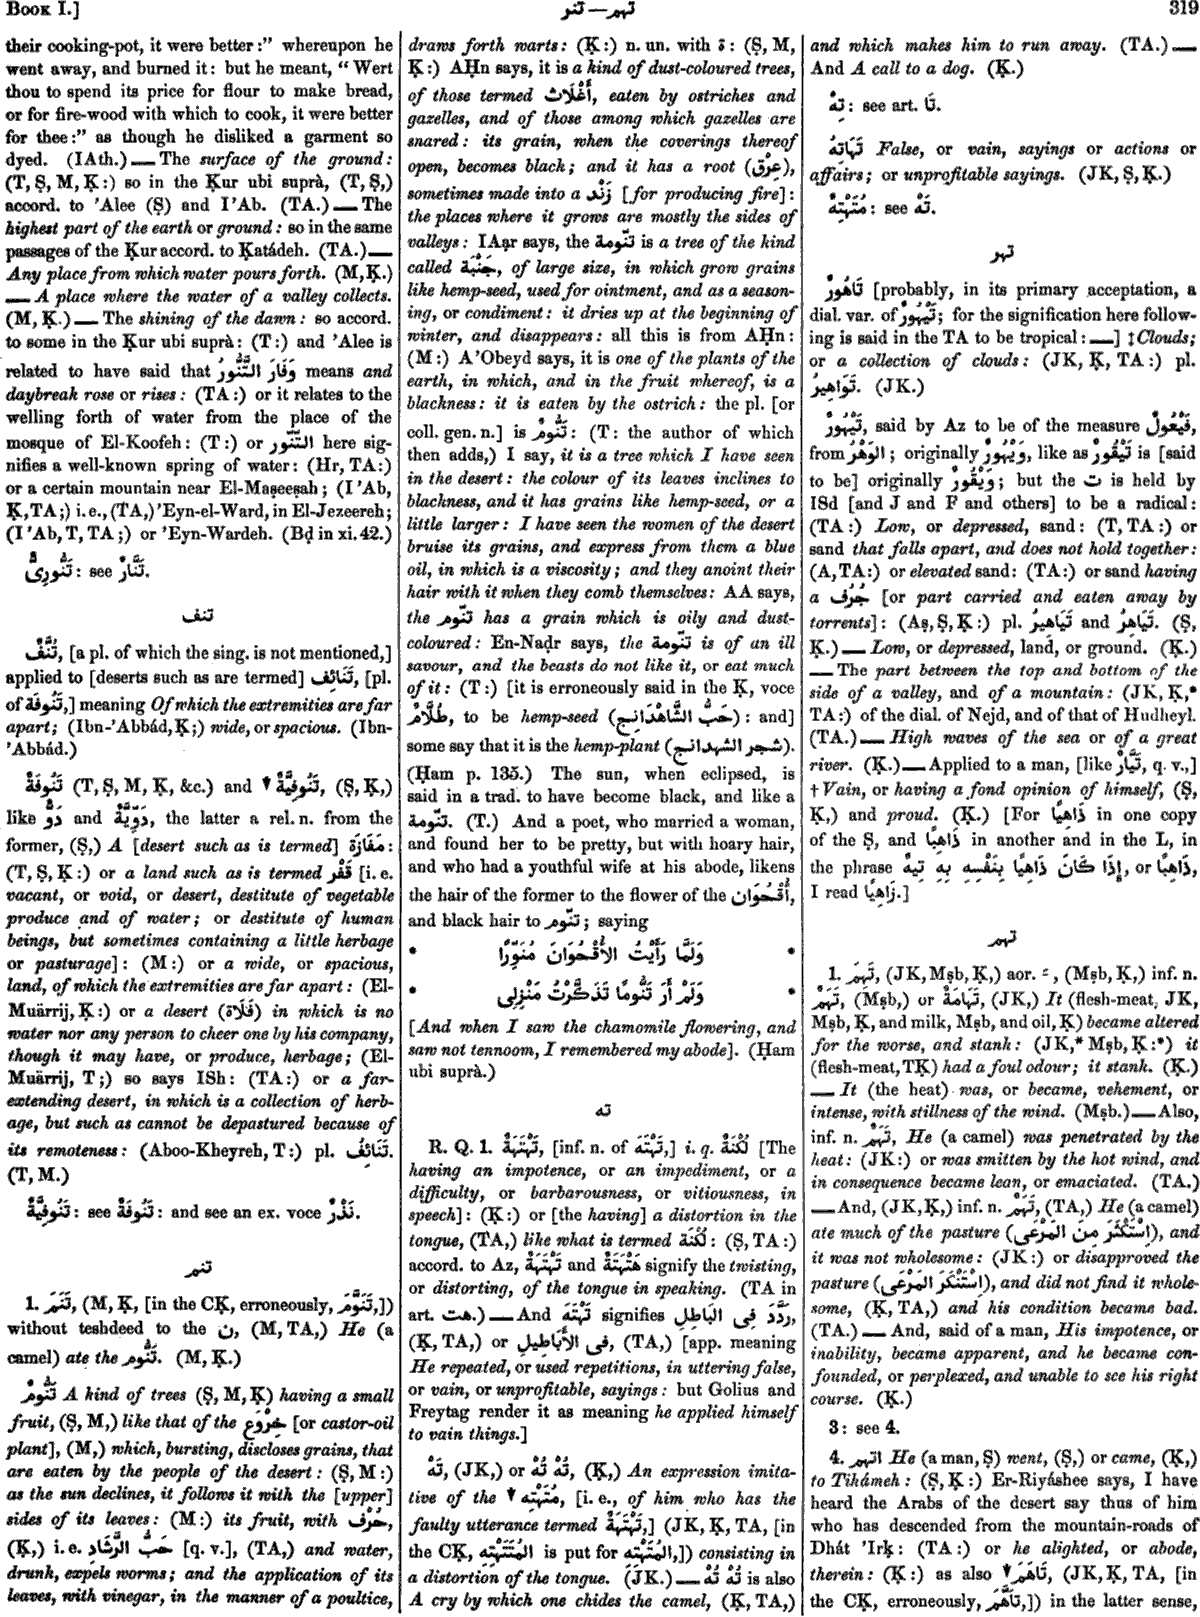 Book I.]
تنو — تهم
319
their cooking-pot, it were better:” whereupon he
went away, and burned it: but he meant, “Wert
thou to spend its price for flour to make bread,
or for fire-wood with which to cook, it were better
for thee:” as though he disliked a garment so
dyed. (IAth.) — The surface of the ground:
(T, Ṣ, M, Ḳ:) so in the Ḳur ubi suprà, (T, Ṣ,)
accord. to ’Alee (Ṣ) and I’Ab. (TA.) — The
highest part of the earth or ground: so in the same
passages of the Ḳur accord. to Ḳatádeh. (TA.) —
Any place from which water pours forth. (M, Ḳ.)
— A place where the water of a valley collects.
(M, Ḳ.) — The shining of the dawn: so accord.
to some in the Ḳur ubi suprà: (T:) and ’Alee is
related to have said that وَفَارَ التَّنُّورُ means and
daybreak rose or rises: (TA:) or it relates to the
welling forth of water from the place of the
mosque of El-Koofeh: (T:) or التَّنُّور here sig-
nifies a well-known spring of water: (Hr, TA:)
or a certain mountain near El-Maṣeeṣah; (I’Ab,
Ḳ, TA;) i. e., (TA,) ’Eyn-el-Ward, in El-Jezeereh;
(I’Ab, T, TA;) or ’Eyn-Wardeh. (Bḍ in xi. 42.)
تَنُّورِىٌّ: see تَنَّارٌ.
تنف
تُنَّفٌ, [a pl. of which the sing. is not mentioned,]
applied to [deserts such as are termed] تَنَائِف, [pl.
of تَنُوفَةٌ,] meaning Of which the extremities are far
apart; (Ibn-’Abbád, Ḳ;) wide, or spacious. (Ibn-
’Abbád.)
تَنُوفَةٌ (T, Ṣ, M, Ḳ, &c.) and ▼ تَنُوفِيَّةٌ, (Ṣ, Ḳ,)
like دَوٌّ and دَوِّيَّةٌ, the latter a rel. n. from the
former, (Ṣ,) A [desert such as is termed] مَفَازَة:
(T, Ṣ, Ḳ:) or a land such as is termed قَفْر [i. e.
vacant, or void, or desert, destitute of vegetable
produce and of water; or destitute of human
beings, but sometimes containing a little herbage
or pasturage]: (M:) or a wide, or spacious,
land, of which the extremities are far apart: (El-
Muärrij, Ḳ:) or a desert (فَلَاة) in which is no
water nor any person to cheer one by his company,
though it may have, or produce, herbage; (El-
Muärrij, T;) so says ISh: (TA:) or a far-
extending desert, in which is a collection of herb-
age, but such as cannot be depastured because of
its remoteness: (Aboo-Kheyreh, T:) pl. تَنَائِفُ.
(T, M.)
تَنُوفِيَّةٌ: see تَنُوفَةٌ: and see an ex. voce نَذْرٌ.
تنم
1. تَنَمَ, (M, Ḳ, [in the CḲ, erroneously, تَنَوَّمَ,])
without teshdeed to the ن, (M, TA,) He (a
camel) ate the تَنُّوم. (M, Ḳ.)
تَنُّومٌ A kind of trees (Ṣ, M, Ḳ) having a small
fruit, (Ṣ, M,) like that of the خِرْوَع [or castor-oil
plant], (M,) which, bursting, discloses grains, that
are eaten by the people of the desert: (Ṣ, M:)
as the sun declines, it follows it with the [upper]
sides of its leaves: (M:) its fruit, with حُرْف,
(Ḳ,) i. e. حَبُّ الرَّشَادِ [q. v.], (TA,) and water,
drunk, expels worms; and the application of its
leaves, with vinegar, in the manner of a poultice,
draws forth warts: (Ḳ:) n. un. with ة: (Ṣ, M,
Ḳ:) AḤn says, it is a kind of dust-coloured trees,
of those termed أَغْلَاث, eaten by ostriches and
gazelles, and of those among which gazelles are
snared: its grain, when the coverings thereof
open, becomes black; and it has a root (عِرْق),
sometimes made into a زَنْد [for producing fire]:
the places where it grows are mostly the sides of
valleys: IAạr says, the تنّومة is a tree of the kind
called جَنْبَة, of large size, in which grow grains
like hemp-seed, used for ointment, and as a season-
ing, or condiment: it dries up at the beginning of
winter, and disappears: all this is from AḤn:
(M:) A’Obeyd says, it is one of the plants of the
earth, in which, and in the fruit whereof, is a
blackness: it is eaten by the ostrich: the pl. [or
coll. gen. n.] is تَنُّومٌ: (T: the author of which
then adds,) I say, it is a tree which I have seen
in the desert: the colour of its leaves inclines to
blackness, and it has grains like hemp-seed, or a
little larger: I have seen the women of the desert
bruise its grains, and express from them a blue
oil, in which is a viscosity; and they anoint their
hair with it when they comb themselves: AA says,
the تنّوم has a grain which is oily and dust-
coloured: En-Naḍr says, the تنّومة is of an ill
savour, and the beasts do not like it, or eat much
of it: (T:) [it is erroneously said in the Ḳ, voce
طُلَّامٌ, to be hemp-seed (حَبُّ الشَّاهْدَانِج): and]
some say that it is the hemp-plant (شجر الشهدانج).
(Ḥam p. 135.) The sun, when eclipsed, is
said in a trad. to have become black, and like a
تنّومة. (T.) And a poet, who married a woman,
and found her to be pretty, but with hoary hair,
and who had a youthful wife at his abode, likens
the hair of the former to the flower of the أُقْحُوَان,
and black hair to تنّوم; saying
* وَلَمَّا رَأَيْتُ الأُقْحُوَانَ مُنَوِّرًا *
* وَلَمْ أَرَ تَنُّومًا تَذَكَّرْتُ مَنْزِلِى *
[And when I saw the chamomile flowering, and
saw not tennoom, I remembered my abode]. (Ḥam
ubi suprà.)
ته
R. Q. 1. تَهْتَهَةٌ, [inf. n. of تَهْتَهَ,] i. q. لُكْنَةٌ [The
having an impotence, or an impediment, or a
difficulty, or barbarousness, or vitiousness, in
speech]: (Ḳ:) or [the having] a distortion in the
tongue, (TA,) like what is termed لُكْنَة: (Ṣ, TA:)
accord. to Az, تَهْتَهَةٌ and هَتْهَتَةٌ signify the twisting,
or distorting, of the tongue in speaking. (TA in
art. هت.) — And تَهْتَهَ signifies رَدَّدَ فِى البَاطِلِ,
(Ḳ, TA,) or فى الأَبَاطِيلِ, (TA,) [app. meaning
He repeated, or used repetitions, in uttering false,
or vain, or unprofitable, sayings: but Golius and
Freytag render it as meaning he applied himself
to vain things.]
تَهْ, (JK,) or تُهْ تُهْ, (Ḳ,) An expression imita-
tive of the ▼ مُتَهْتِه, [i. e., of him who has the
faulty utterance termed تَهْتَهَةٌ,] (JK, Ḳ, TA, [in
the CḲ, المُتَتَهْتِهِ is put for المُتَهْتِهِ,]) consisting in
a distortion of the tongue. (JK.) — تُهْ تُهْ is also
A cry by which one chides the camel, (Ḳ, TA,)
and which makes him to run away. (TA.) —
And A call to a dog. (Ḳ.)
تِهْ: see art. تَا.
تَهَاتِهُ False, or vain, sayings or actions or
affairs; or unprofitable sayings. (JK, Ṣ, Ḳ.)
مُتَهْتِهٌ: see تَهْ.
تهر
تَاهُورٌ [probably, in its primary acceptation, a
dial. var. of تَيْهُورٌ; for the signification here follow-
ing is said in the TA to be tropical: —] ‡ Clouds;
or a collection of clouds: (JK, Ḳ, TA:) pl.
تَوَاهِيرُ. (JK.)
تَيْهُورٌ, said by Az to be of the measure فَيْعُولٌ,
from الوَهْرُ; originally وَيْهُورٌ, like as تَيْقُورٌ is [said
to be] originally وَيْقُورٌ; but the ت is held by
ISd [and J and F and others] to be a radical:
(TA:) Low, or depressed, sand: (T, TA:) or
sand that falls apart, and does not hold together:
(A, TA:) or elevated sand: (TA:) or sand having
a جُرُف [or part carried and eaten away by
torrents]: (Aṣ, Ṣ, Ḳ:) pl. تَيَاهِيرُ and تَيَاهِرُ. (Ṣ,
Ḳ.) — Low, or depressed, land, or ground. (Ḳ.)
— The part between the top and bottom of the
side of a valley, and of a mountain: (JK, Ḳ,*
TA:) of the dial. of Nejd, and of that of Hudheyl.
(TA.) — High waves of the sea or of a great
river. (Ḳ.) — Applied to a man, [like تَيَّارٌ, q. v.,]
† Vain, or having a fond opinion of himself, (Ṣ,
Ḳ,) and proud. (Ḳ.) [For ذَاهِيًا in one copy
of the Ṣ, and ذَاهبًا in another and in the L, in
the phrase إِذَا كَانَ ذَاهِيًا بِنَفْسِهِ بِهِ تِيهٌ, or ذَاهِبًا,
I read زَاهِيًا.]
تهم
1. تَهِمَ, (JK, Mṣb, Ḳ,) aor. ـَ, (Mṣb, Ḳ,) inf. n.
تَهَمٌ, (Mṣb,) or تَهَامَةٌ, (JK,) It (flesh-meat, JK,
Mṣb, Ḳ, and milk, Mṣb, and oil, Ḳ) became altered
for the worse, and stank: (JK,* Mṣb, Ḳ:*) it
(flesh-meat, TḲ) had a foul odour; it stank. (Ḳ.)
— It (the heat) was, or became, vehement, or
intense, with stillness of the wind. (Mṣb.) — Also,
inf. n. تَهَمٌ, He (a camel) was penetrated by the
heat: (JK:) or was smitten by the hot wind, and
in consequence became lean, or emaciated. (TA.)
— And, (JK, Ḳ,) inf. n. تَهَمٌ, (TA,) He (a camel)
ate much of the pasture (اِسْتَكْثَرَ مِنَ المَرْعَى), and
it was not wholesome: (JK:) or disapproved the
pasture (اِسْتَنْكَرَ المَرْعَى), and did not find it whole-
some, (Ḳ, TA,) and his condition became bad.
(TA.) — And, said of a man, His impotence, or
inability, became apparent, and he became con-
founded, or perplexed, and unable to see his right
course. (Ḳ.)
3: see 4.
4. اتهم He (a man, Ṣ) went, (Ṣ,) or came, (Ḳ,)
to Tihámeh: (Ṣ, Ḳ:) Er-Riyáshee says, I have
heard the Arabs of the desert say thus of him
who has descended from the mountain-roads of
Dhát ’Irḳ: (TA:) or he alighted, or abode,
therein: (Ḳ:) as also ▼ تَاهَمَ, (JK, Ḳ, TA, [in
the CḲ, erroneously, تَاهَّمَ,]) in the latter sense,